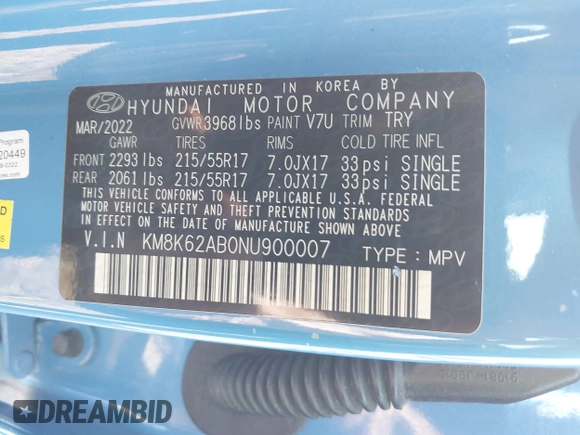 MANUFACTURED IN KOREA BY
HYUNDAI MOTOR COMPANY
MAR/2022 GVWR 3968lbs PAINT V7U TRIM TRY
GAWR TIRES RIMS COLD TIRE INFL
FRONT 2293lbs 215/55R17 7.0JX17 33psi SINGLE
REAR 2061lbs 215/55R17 7.0JX17 33psi SINGLE
THIS VEHICLE CONFORMS TO ALL APPLICABLE U.S.A. FEDERAL
MOTOR VEHICLE SAFETY AND THEFT PREVENTION STANDARDS
IN EFFECT ON THE DATE OF MANUFACTURE SHOWN ABOVE.
V.I.N KM8K62AB0NU900007 TYPE : MPV
Program
20449
D
DREAMBID